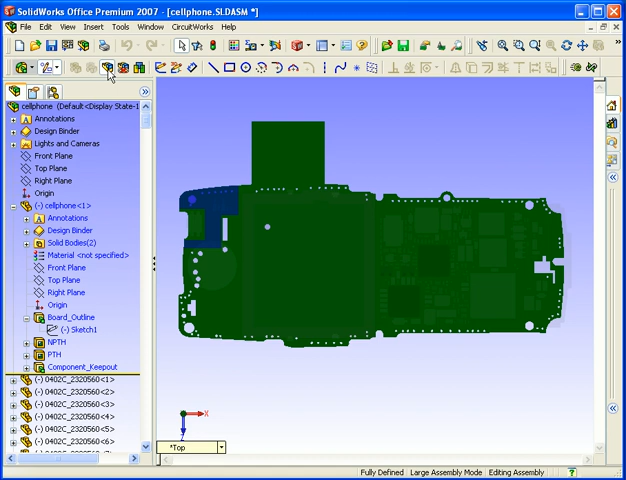 SolidWorks Office Premium 2007 - [cellphone.SLDASM *]
File Edit View Insert Tools CircuitWorks Window Help
cellphone (Default<Display State-1
Annotations
Design Binder
Lights and Cameras
Front Plane
Top Plane
Right Plane
Origin
(-) cellphone<1>
Annotations
Design Binder
Solid Bodies(2)
Material <not specified>
Front Plane
Top Plane
Right Plane
Origin
Board_Outline
(-) Sketch1
NPTH
PTH
Component_Keepout
(-) 0402C_2320560<1>
(-) 0402C_2320560<2>
(-) 0402C_2320560<3>
(-) 0402C_2320560<4>
(-) 0402C_2320560<5>
(-) 0402C_2320560<6>
X
Z
*Top
Fully Defined Large Assembly Mode Editing Assembly